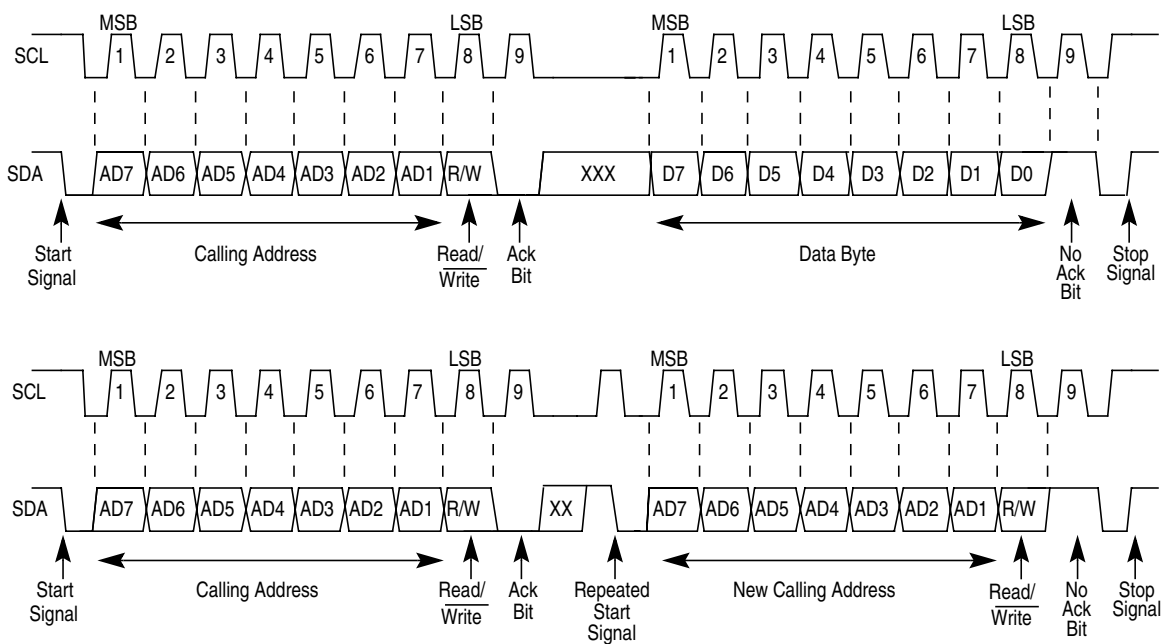 MSB LSB MSB LSB
SCL 1 2 3 4 5 6 7 8 9 1 2 3 4 5 6 7 8 9
SDA AD7 AD6 AD5 AD4 AD3 AD2 AD1 R/W XXX D7 D6 D5 D4 D3 D2 D1 D0
Start Signal
Calling Address
Read/ Write
Ack Bit
Data Byte
No Ack Bit
Stop Signal
MSB LSB MSB LSB
SCL 1 2 3 4 5 6 7 8 9 1 2 3 4 5 6 7 8 9
SDA AD7 AD6 AD5 AD4 AD3 AD2 AD1 R/W XX AD7 AD6 AD5 AD4 AD3 AD2 AD1 R/W
Start Signal
Calling Address
Read/ Write
Ack Bit
Repeated Start Signal
New Calling Address
Read/ Write
No Ack Bit
Stop Signal